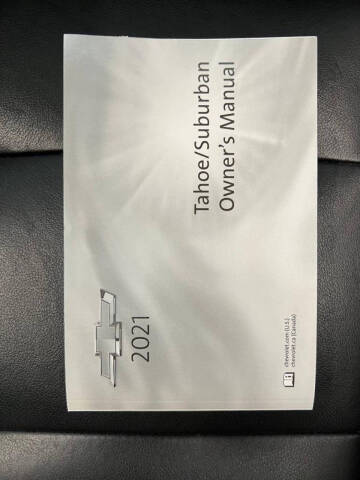 2021
Tahoe/Suburban
Owner's Manual
chevrolet.com (U.S.)
chevrolet.ca (Canada)